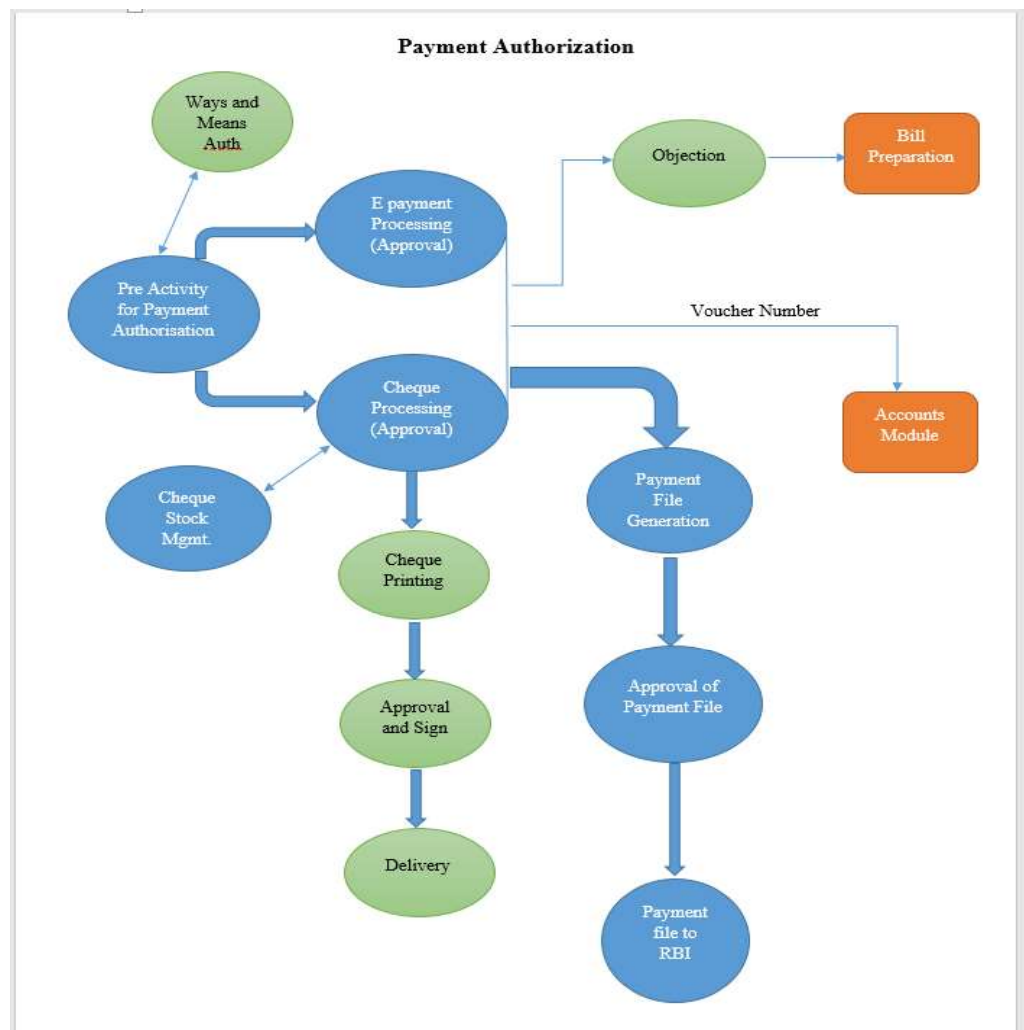 Payment Authorization
Ways and
Means
Auth
Objection
Bill
Preparation
E payment
Processing
(Approval)
Pre Activity
for Payment
Authorisation
Voucher Number
Cheque
Processing
(Approval)
Accounts
Module
Cheque
Stock
Mgmt.
Payment
File
Generation
Cheque
Printing
Approval
and Sign
Approval of
Payment File
Delivery
Payment
file to
RBI